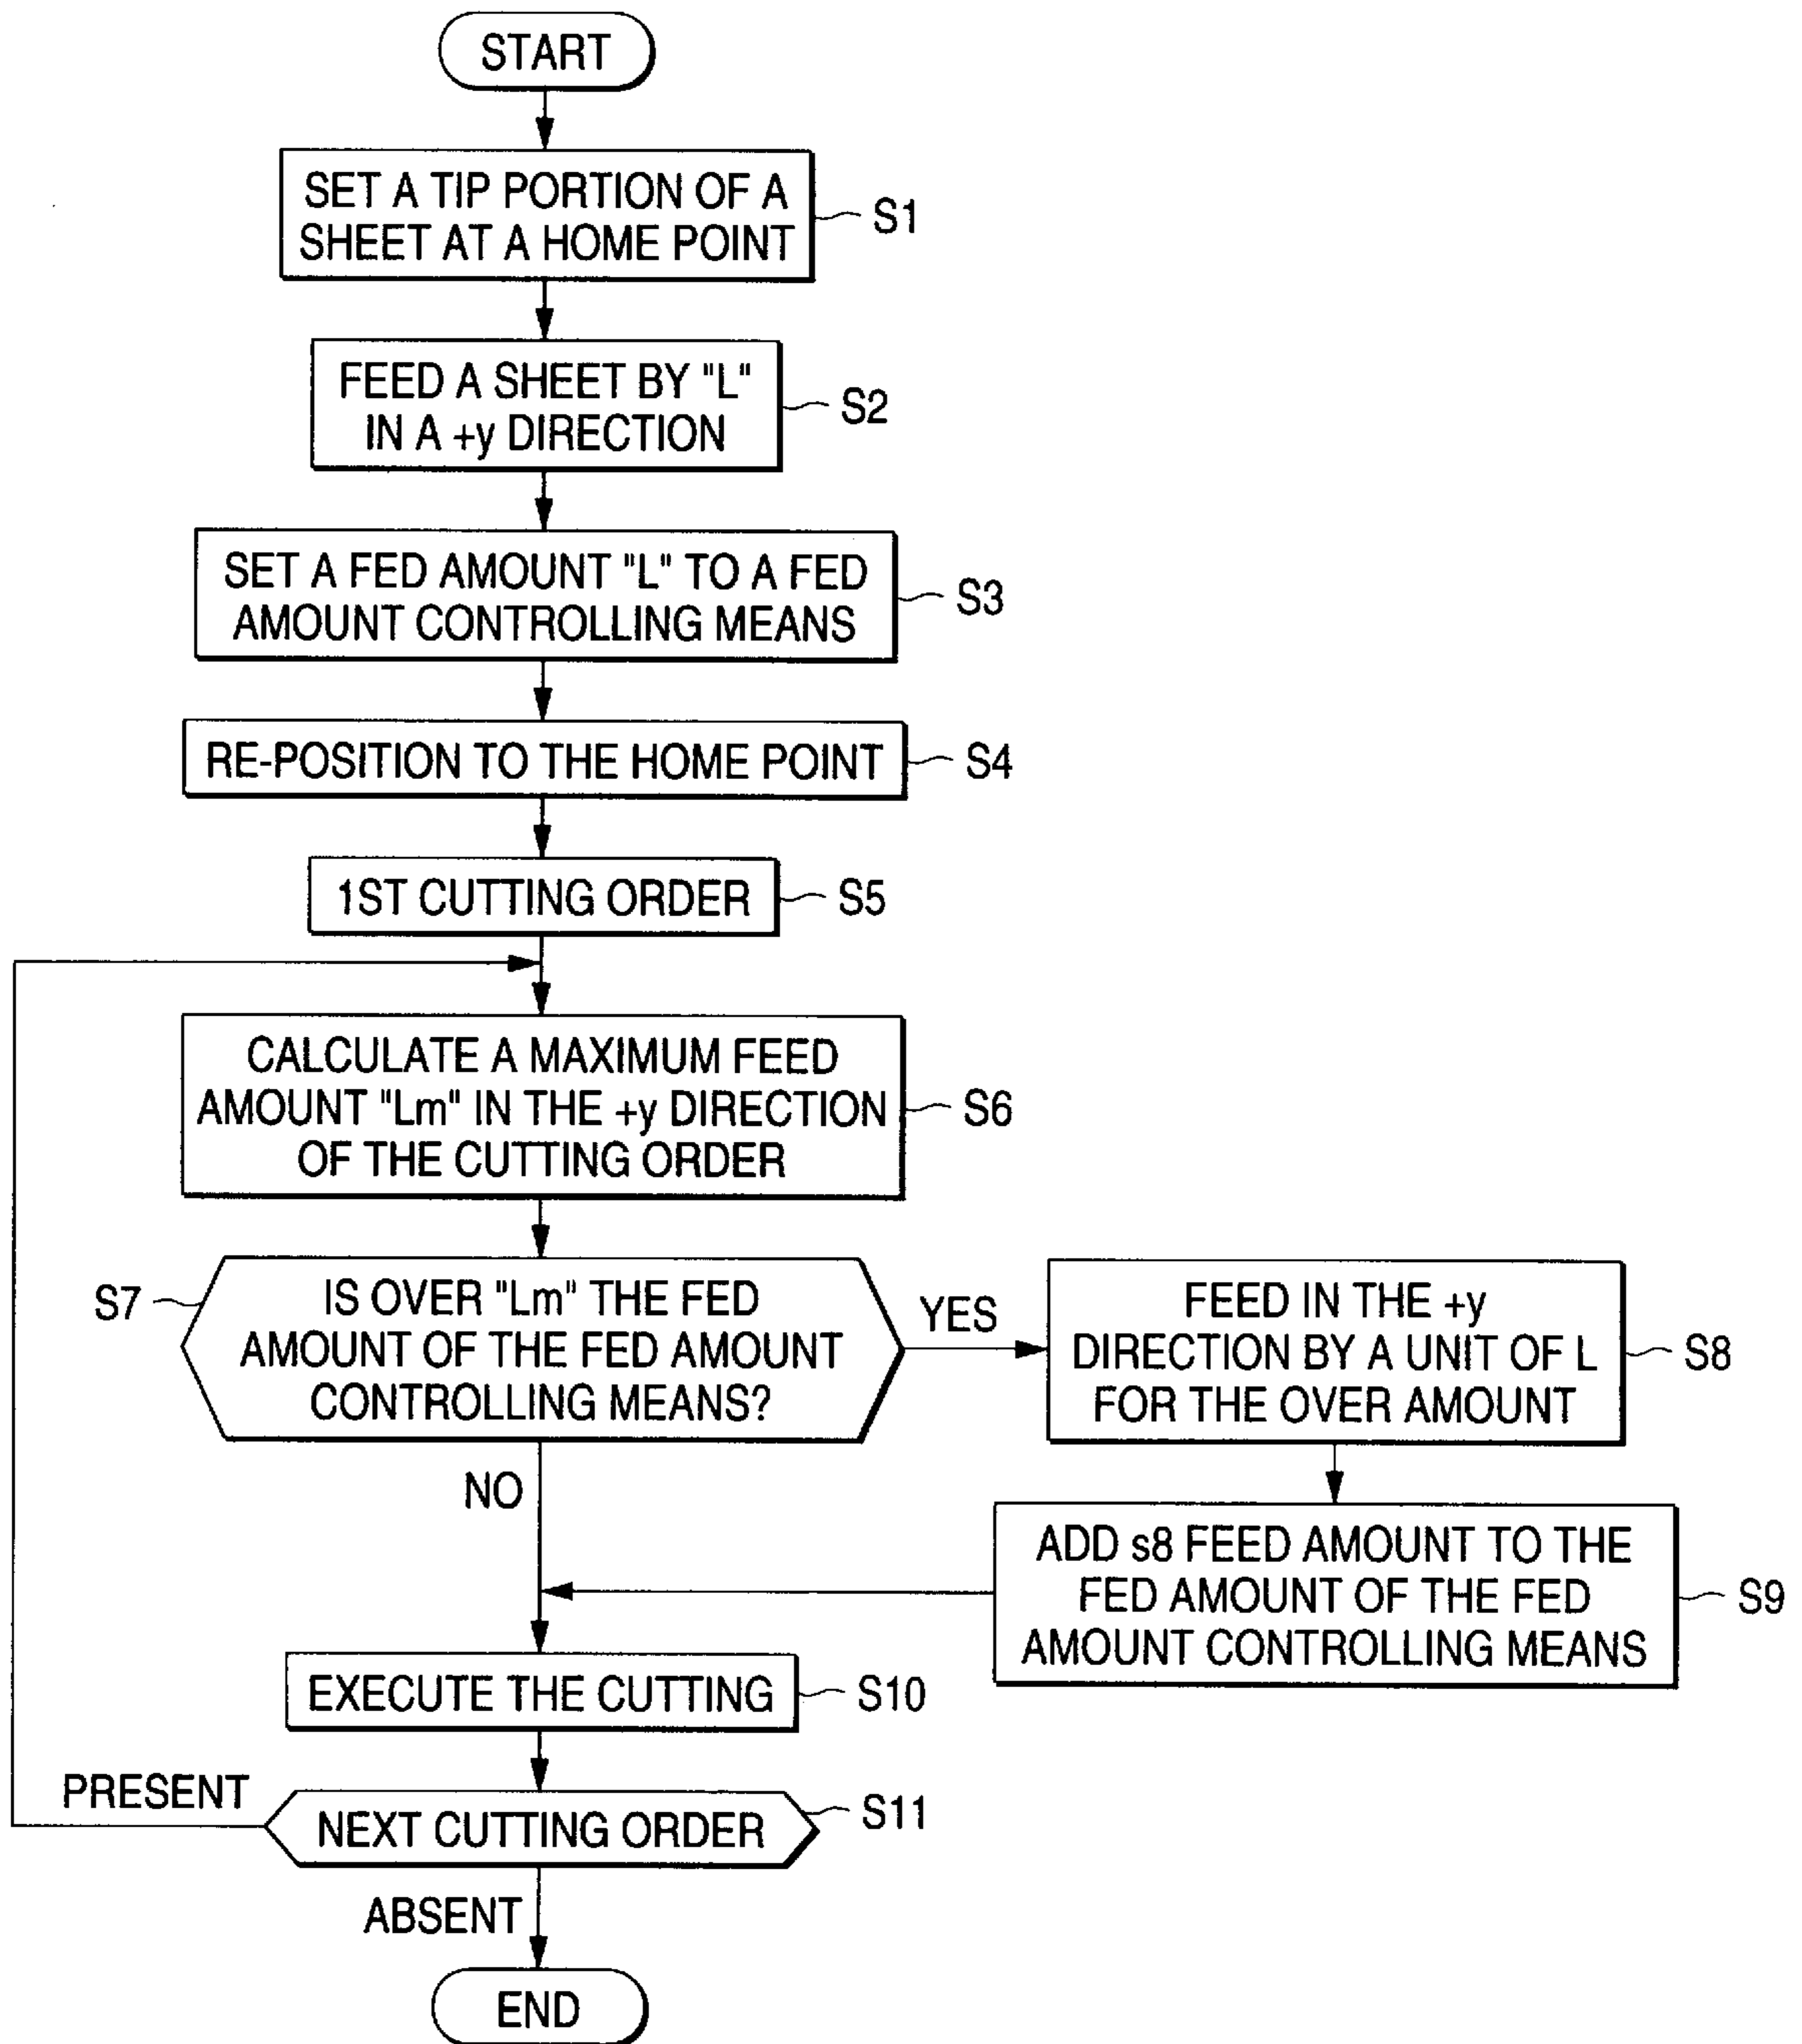 START
SET A TIP PORTION OF A
SHEET AT A HOME POINT
S1
FEED A SHEET BY "L"
IN A +y DIRECTION
S2
SET A FED AMOUNT "L" TO A FED
AMOUNT CONTROLLING MEANS
S3
RE-POSITION TO THE HOME POINT
S4
1ST CUTTING ORDER
S5
CALCULATE A MAXIMUM FEED
AMOUNT "Lm" IN THE +y DIRECTION
OF THE CUTTING ORDER
S6
S7
IS OVER "Lm" THE FED
AMOUNT OF THE FED AMOUNT
CONTROLLING MEANS?
YES
FEED IN THE +y
DIRECTION BY A UNIT OF L
FOR THE OVER AMOUNT
S8
NO
ADD s8 FEED AMOUNT TO THE
FED AMOUNT OF THE FED
AMOUNT CONTROLLING MEANS
S9
EXECUTE THE CUTTING
S10
PRESENT
NEXT CUTTING ORDER
S11
ABSENT
END